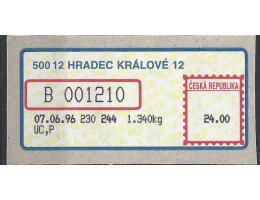 500 12 HRADEC KRÁLOVÉ 12
B 001210
ČESKÁ REPUBLIKA
07.06.96 230 244 1.340kg
24.00
UC,P